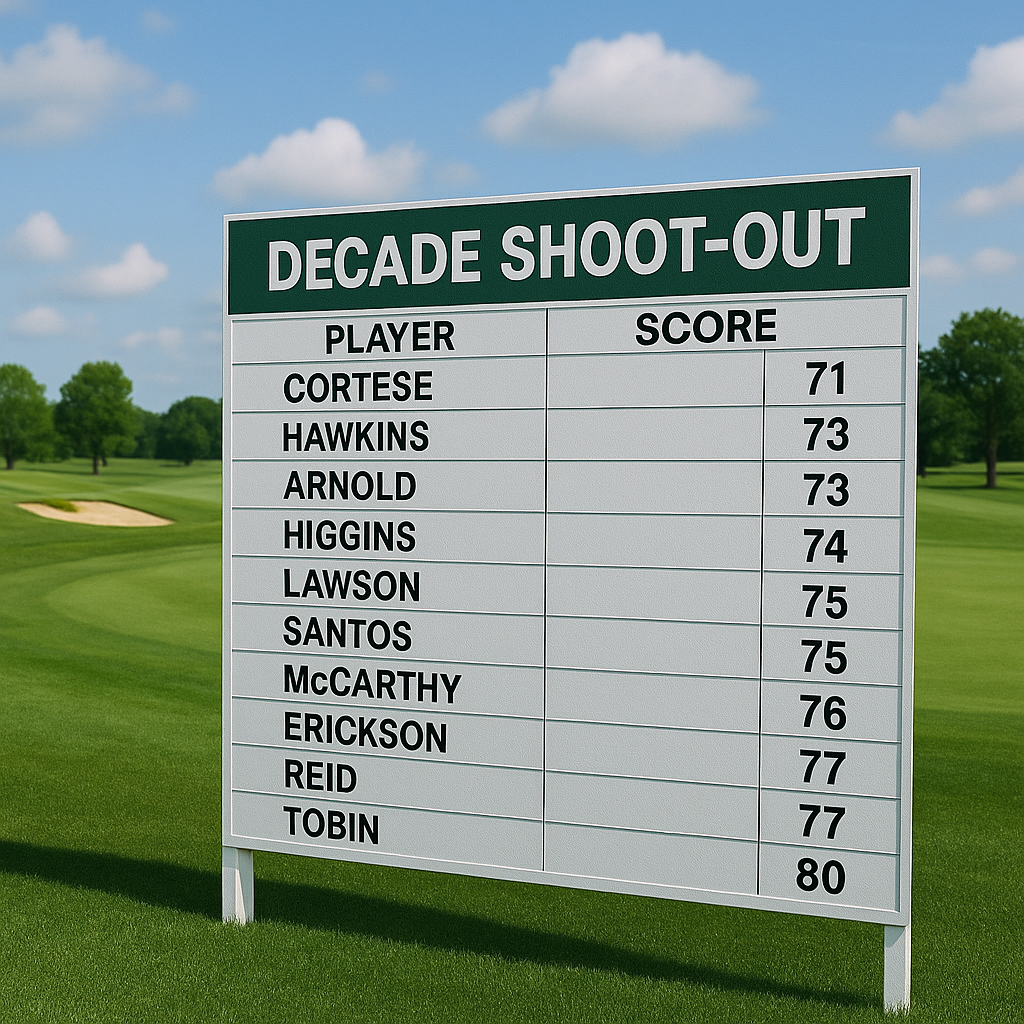 DECADE SHOOT-OUT
PLAYER SCORE
CORTESE 71
HAWKINS 73
ARNOLD 73
HIGGINS 74
LAWSON 75
SANTOS 75
McCARTHY 76
ERICKSON 77
REID 77
TOBIN 80